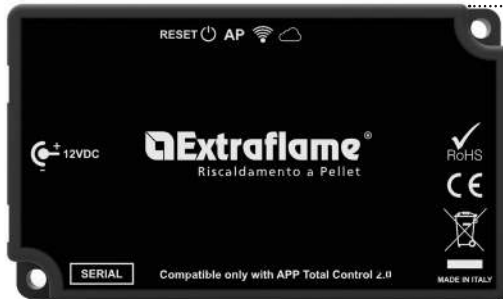 RESET AP
Extraflame®
Riscaldamento a Pellet
+ 12VDC
-
RoHS
CE
SERIAL
Compatible only with APP Total Control 2.0
MADE IN ITALY